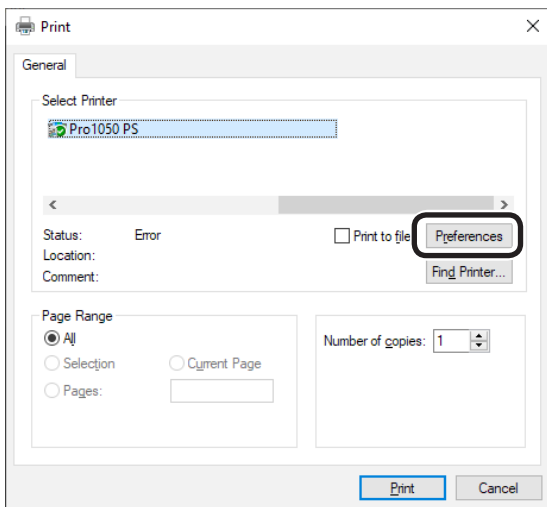 Print
General
Select Printer
Pro1050 PS
Status: Error
Print to file
Preferences
Location:
Comment:
Find Printer...
Page Range
All
Selection
Current Page
Pages:
Number of copies: 1
Print
Cancel